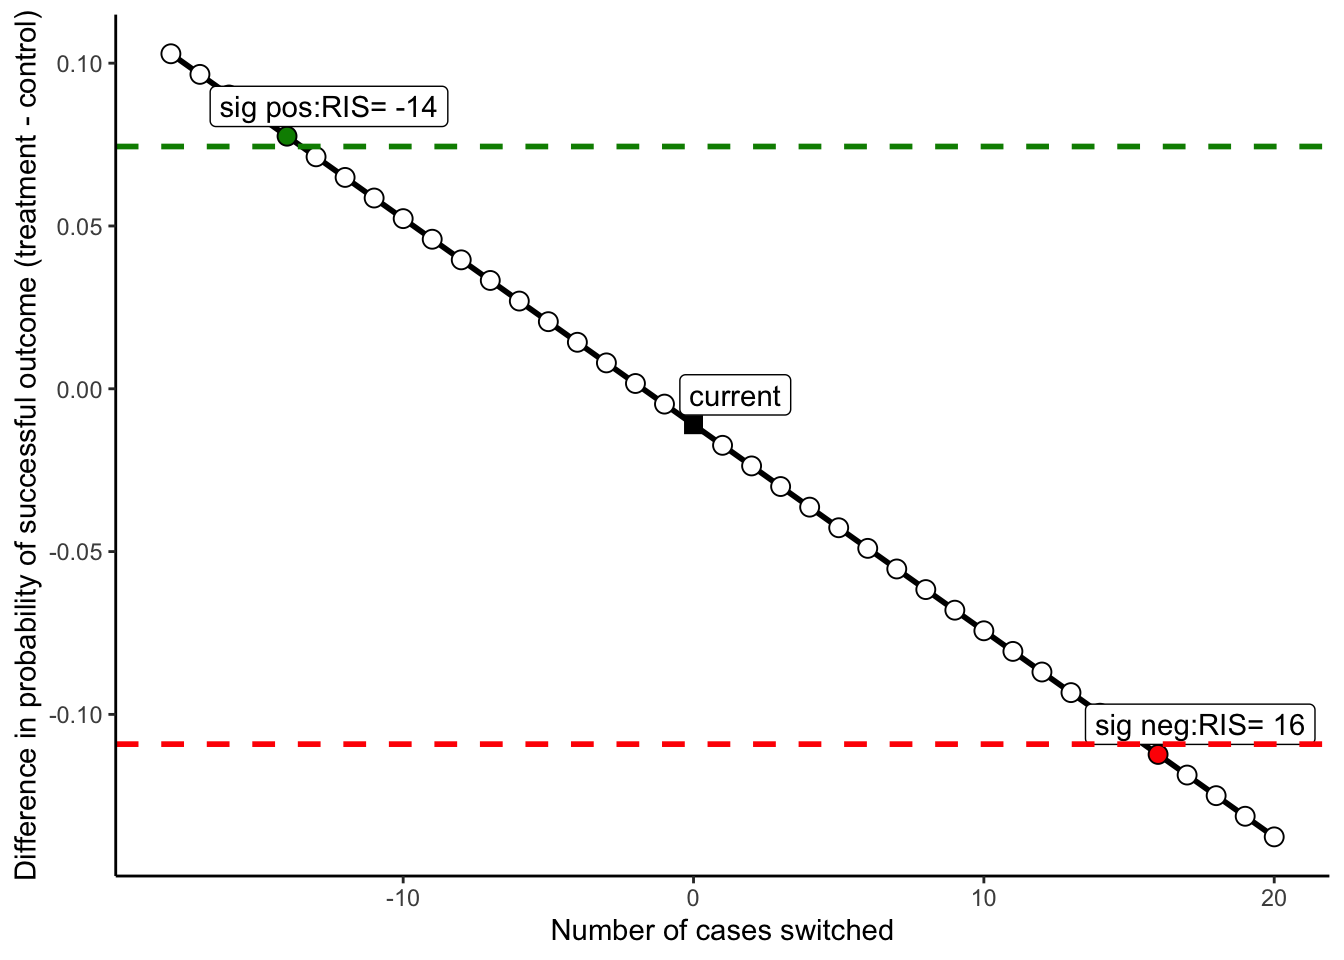 Difference in probability of successful outcome (treatment - control)
0.10
0.05
0.00
-0.05
-0.10
sig pos:RIS= -14
current
sig neg:RIS= 16
-10
0
10
20
Number of cases switched